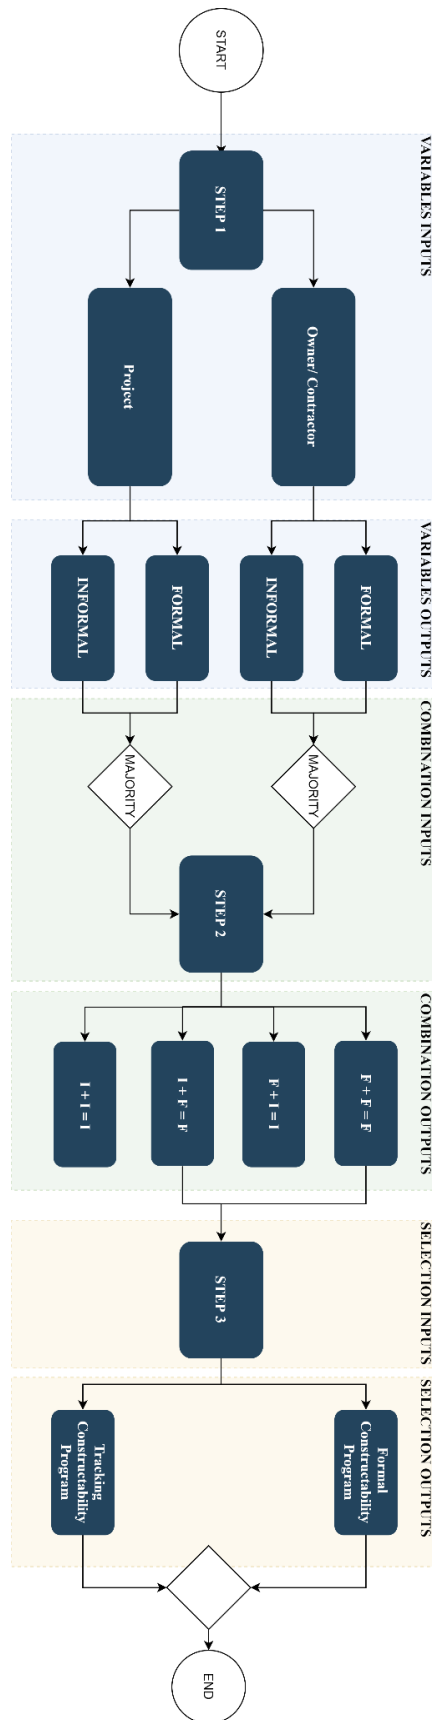 START
VARIABLES INPUTS
STEP 1
Owner/ Contractor
Project
VARIABLES OUTPUTS
FORMAL
INFORMAL
FORMAL
INFORMAL
COMBINATION INPUTS
MAJORITY
MAJORITY
STEP 2
COMBINATION OUTPUTS
F + F = F
F + I = I
I + F = F
I + I = I
SELECTION INPUTS
STEP 3
SELECTION OUTPUTS
Formal
Constructability
Program
Tracking
Constructability
Program
END